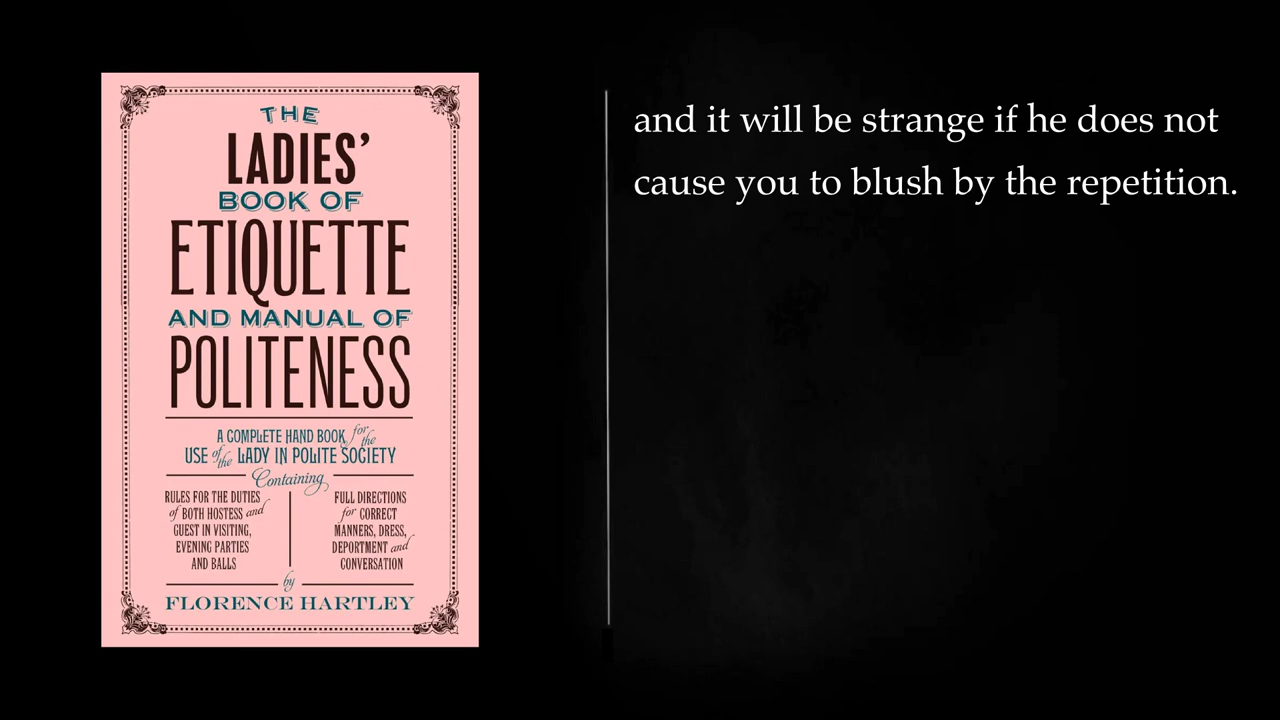 THE
LADIES'
BOOK OF
ETIQUETTE
AND MANUAL OF
POLITENESS
A COMPLETE HAND BOOK for the
USE of the LADY IN POLITE SOCIETY
Containing
RULES FOR THE DUTIES
of BOTH HOSTESS and
GUEST IN VISITING,
EVENING PARTIES
AND BALLS
FULL DIRECTIONS
for CORRECT
MANNERS, DRESS,
DEPORTMENT and
CONVERSATION
by
FLORENCE HARTLEY
and it will be strange if he does not
cause you to blush by the repetition.